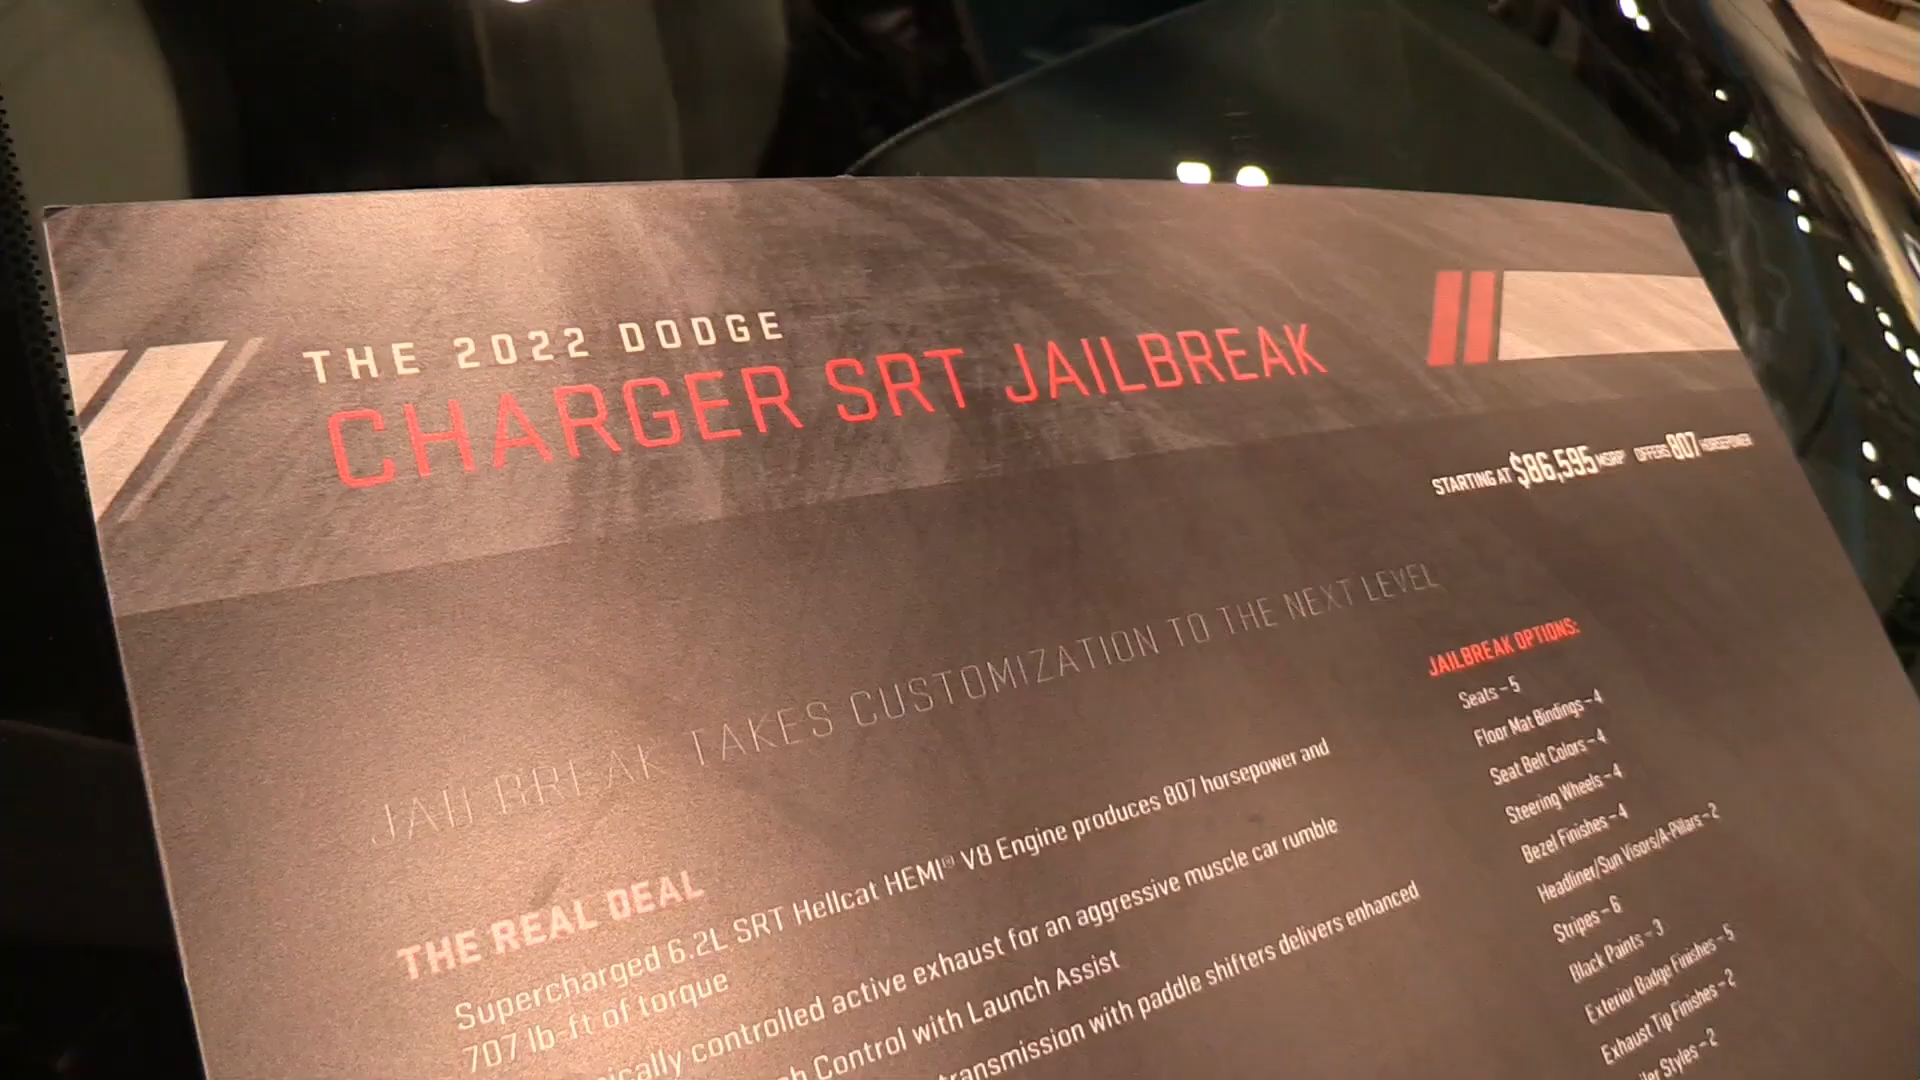 THE 2022 DODGE
CHARGER SRT JAILBREAK
STARTING AT $86,595 MSRP* OFFERS 807 HORSEPOWER
JAILBREAK TAKES CUSTOMIZATION TO THE NEXT LEVEL
THE REAL DEAL
Supercharged 6.2L SRT Hellcat HEMI® V8 Engine produces 807 horsepower and
707 lb-ft of torque
controlled active exhaust for an aggressive muscle car rumble
Control with Launch Assist
transmission with paddle shifters delivers enhanced
JAILBREAK OPTIONS:
Seats – 5
Floor Mat Bindings – 4
Seat Belt Colors – 4
Steering Wheels – 4
Bezel Finishes – 4
Headliner/Sun Visors/A-Pillars – 2
Stripes – 6
Black Paints – 3
Exterior Badge Finishes – 5
Exhaust Tip Finishes – 2
Styles – 2